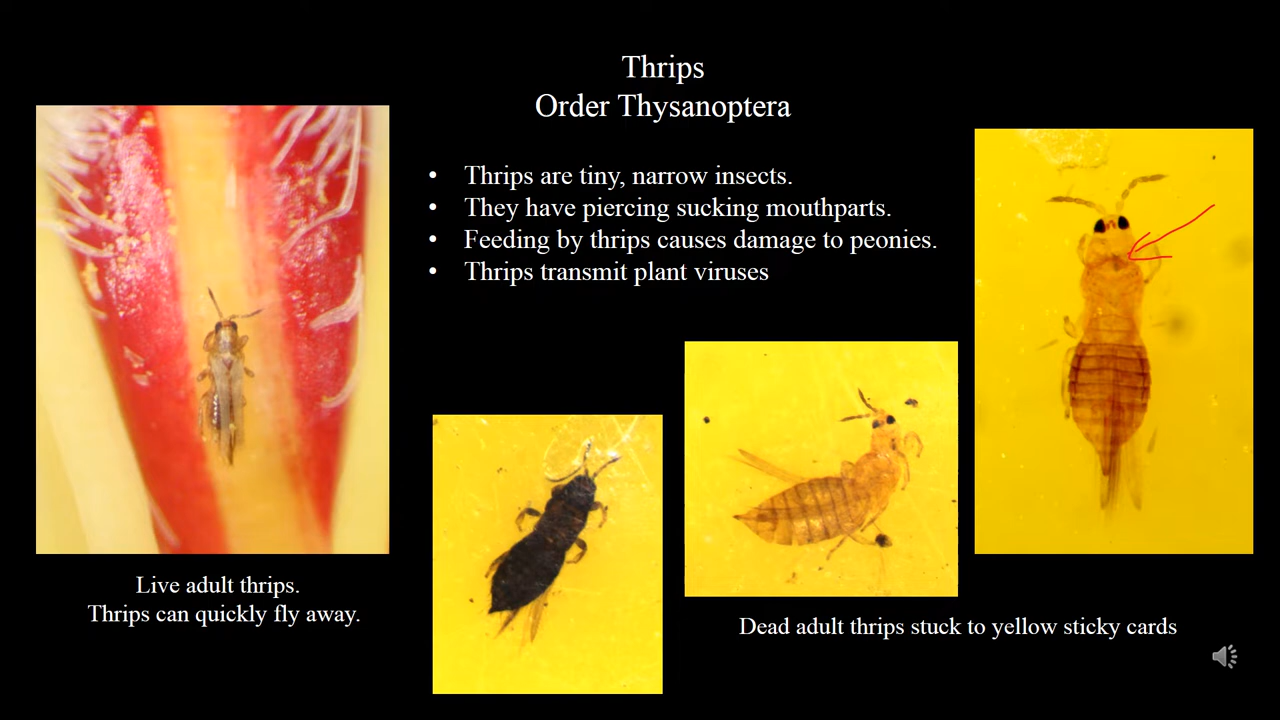 Thrips
Order Thysanoptera
• Thrips are tiny, narrow insects.
• They have piercing sucking mouthparts.
• Feeding by thrips causes damage to peonies.
• Thrips transmit plant viruses
Live adult thrips.
Thrips can quickly fly away.
Dead adult thrips stuck to yellow sticky cards